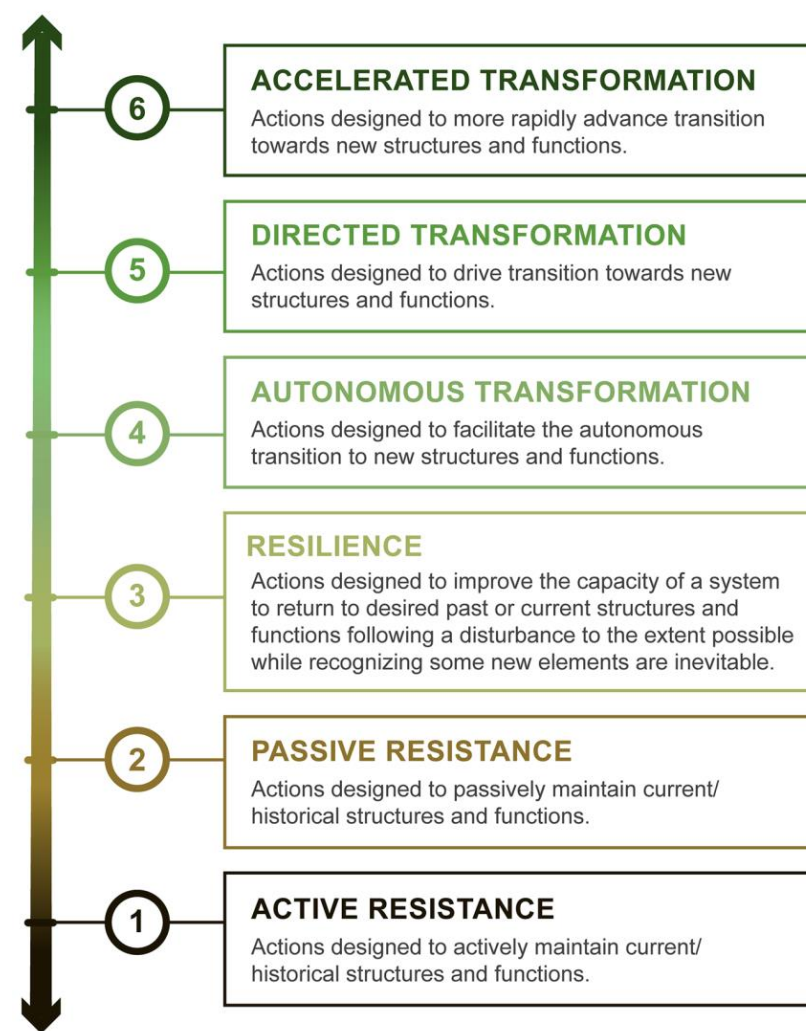 6
ACCELERATED TRANSFORMATION
Actions designed to more rapidly advance transition
towards new structures and functions.
5
DIRECTED TRANSFORMATION
Actions designed to drive transition towards new
structures and functions.
4
AUTONOMOUS TRANSFORMATION
Actions designed to facilitate the autonomous
transition to new structures and functions.
3
RESILIENCE
Actions designed to improve the capacity of a system
to return to desired past or current structures and
functions following a disturbance to the extent possible
while recognizing some new elements are inevitable.
2
PASSIVE RESISTANCE
Actions designed to passively maintain current/
historical structures and functions.
1
ACTIVE RESISTANCE
Actions designed to actively maintain current/
historical structures and functions.